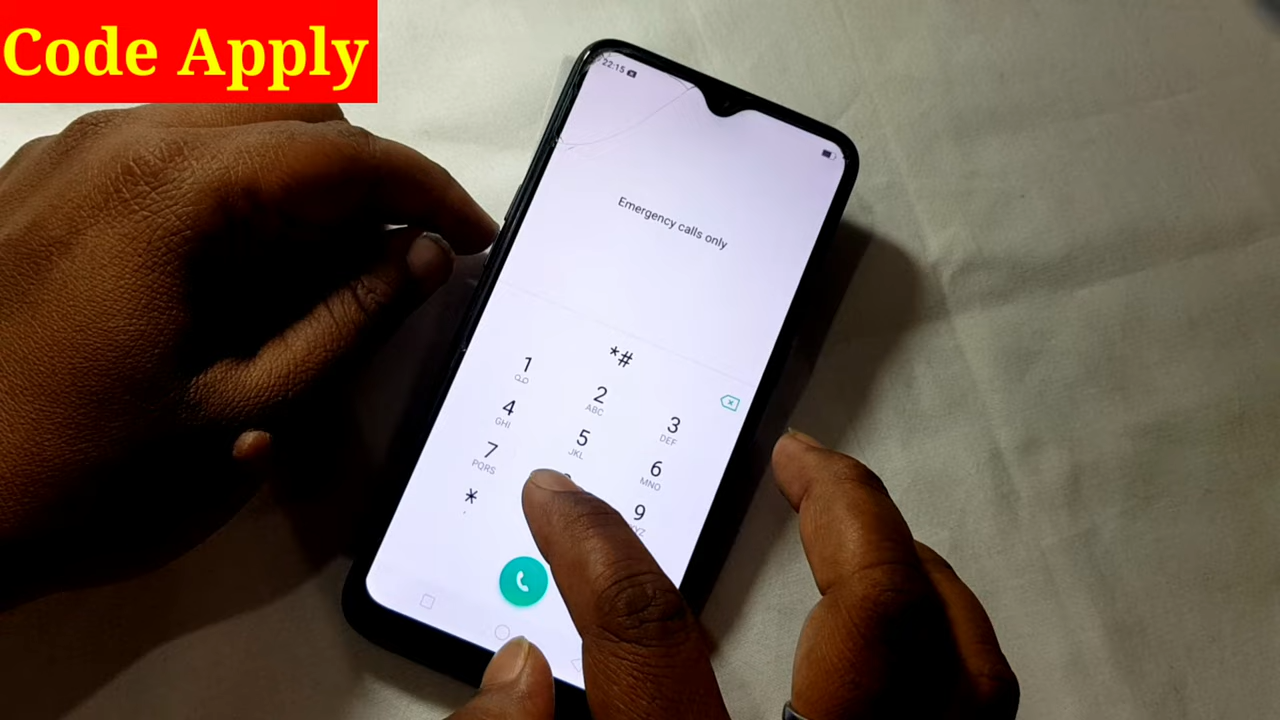 Code Apply
22:15
Emergency calls only
*#
1
2
ABC
3
DEF
4
GHI
5
JKL
6
MNO
7
PQRS
9
*